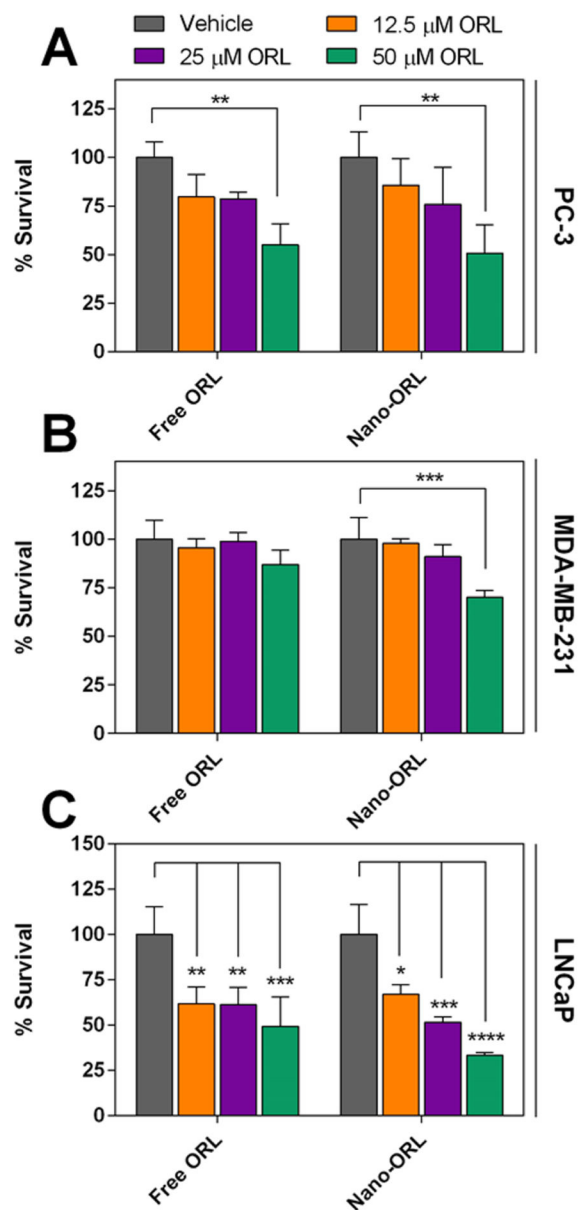 Vehicle 12.5 µM ORL
25 µM ORL 50 µM ORL
A
** **
125
100
75
50
25
0
% Survival
Free ORL Nano-ORL
PC-3
B
***
125
100
75
50
25
0
% Survival
Free ORL Nano-ORL
MDA-MB-231
C
150
125
100
75
50
25
0
% Survival
** ** *** * *** ****
Free ORL Nano-ORL
LNCaP